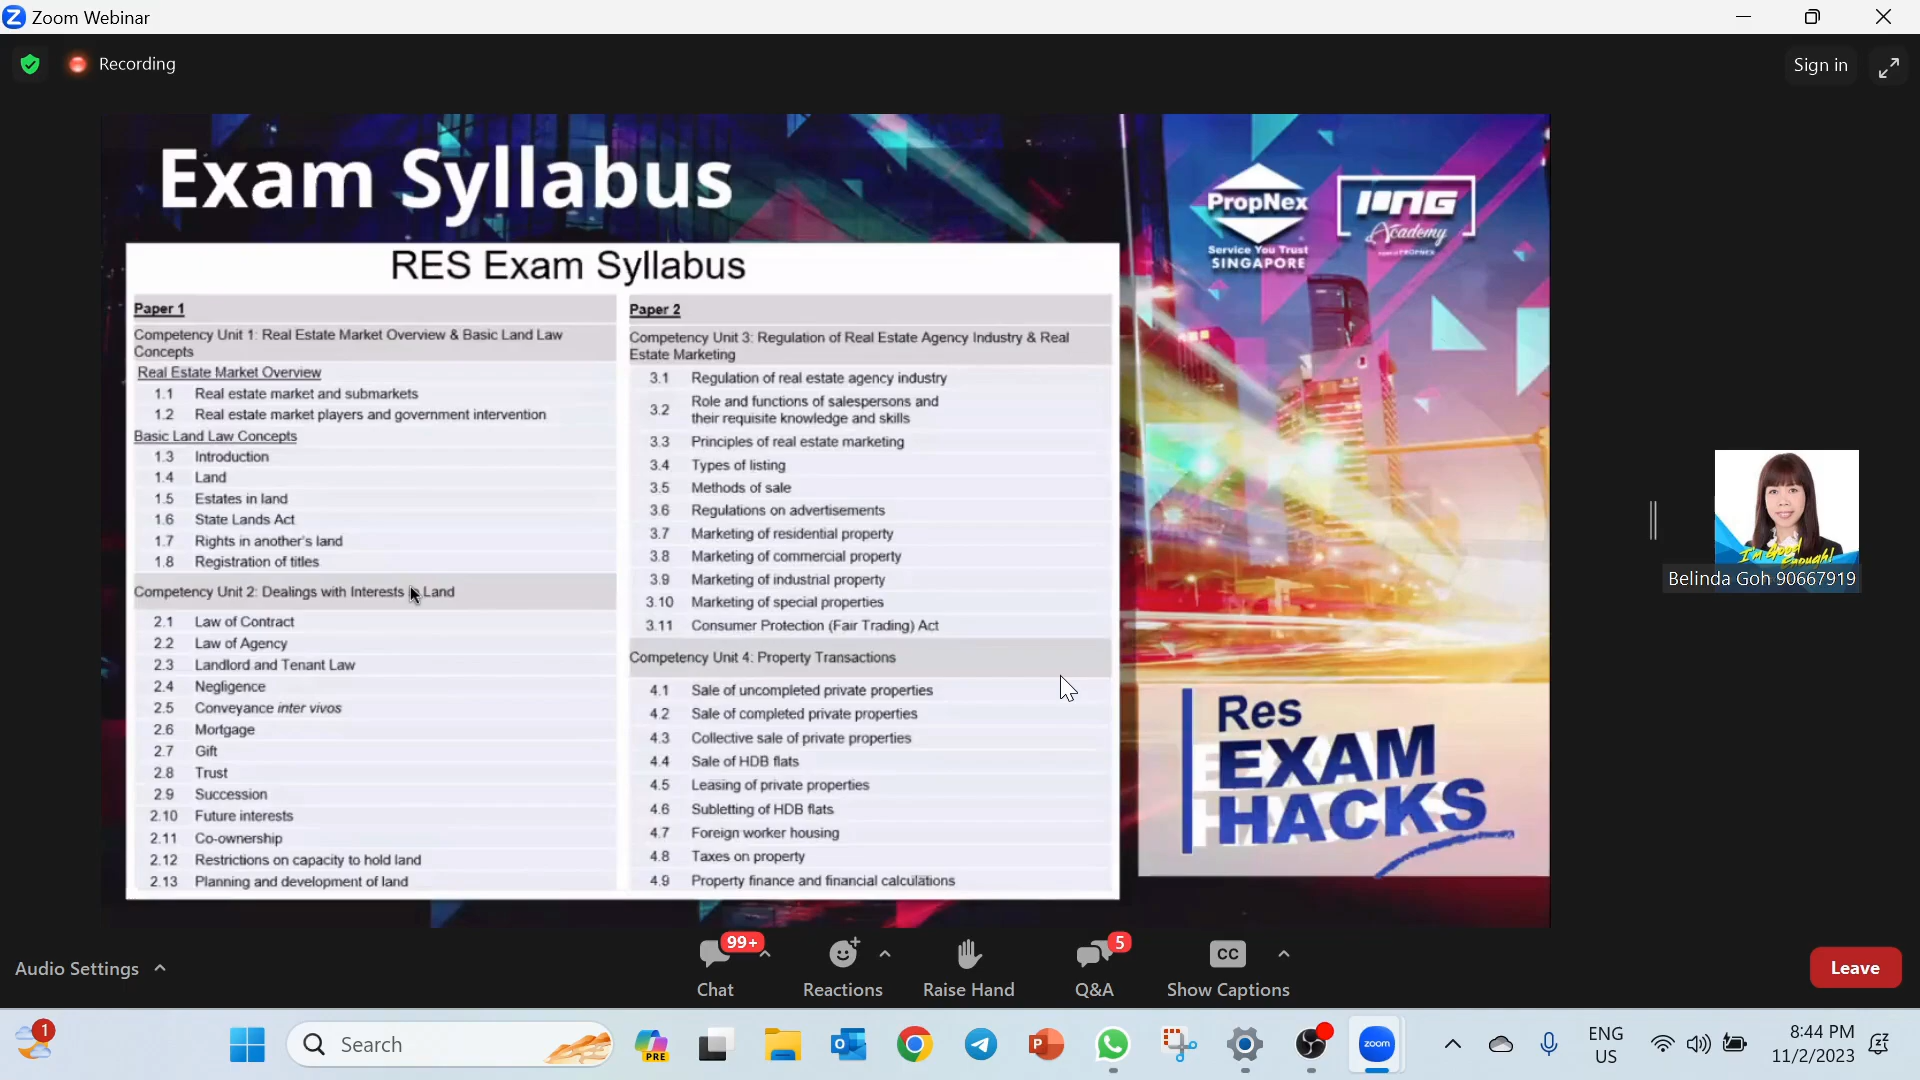 Zoom Webinar
Recording
Sign in
Exam Syllabus
RES Exam Syllabus
Paper 1
Competency Unit 1: Real Estate Market Overview & Basic Land Law
Concepts
Real Estate Market Overview
1.1 Real estate market and submarkets
1.2 Real estate market players and government intervention
Basic Land Law Concepts
1.3 Introduction
1.4 Land
1.5 Estates in land
1.6 State Lands Act
1.7 Rights in another's land
1.8 Registration of titles
Competency Unit 2: Dealings with Interests Land
2.1 Law of Contract
2.2 Law of Agency
2.3 Landlord and Tenant Law
2.4 Negligence
2.5 Conveyance inter vivos
2.6 Mortgage
2.7 Gift
2.8 Trust
2.9 Succession
2.10 Future interests
2.11 Co-ownership
2.12 Restrictions on capacity to hold land
2.13 Planning and development of land
Paper 2
Competency Unit 3: Regulation of Real Estate Agency Industry & Real
Estate Marketing
3.1 Regulation of real estate agency industry
3.2 Role and functions of salespersons and
their requisite knowledge and skills
3.3 Principles of real estate marketing
3.4 Types of listing
3.5 Methods of sale
3.6 Regulations on advertisements
3.7 Marketing of residential property
3.8 Marketing of commercial property
3.9 Marketing of industrial property
3.10 Marketing of special properties
3.11 Consumer Protection (Fair Trading) Act
Competency Unit 4: Property Transactions
4.1 Sale of uncompleted private properties
4.2 Sale of completed private properties
4.3 Collective sale of private properties
4.4 Sale of HDB flats
4.5 Leasing of private properties
4.6 Subletting of HDB flats
4.7 Foreign worker housing
4.8 Taxes on property
4.9 Property finance and financial calculations
PropNex
Service You Trust
SINGAPORE
PNG
Academy
Res
EXAM
HACKS
I'm Good
Enough!
Belinda Goh 90667919
Audio Settings
99+
Chat
Reactions
Raise Hand
5
Q&A
CC
Show Captions
Leave
1
Search
PRE
zoom
ENG
US
8:44 PM
11/2/2023